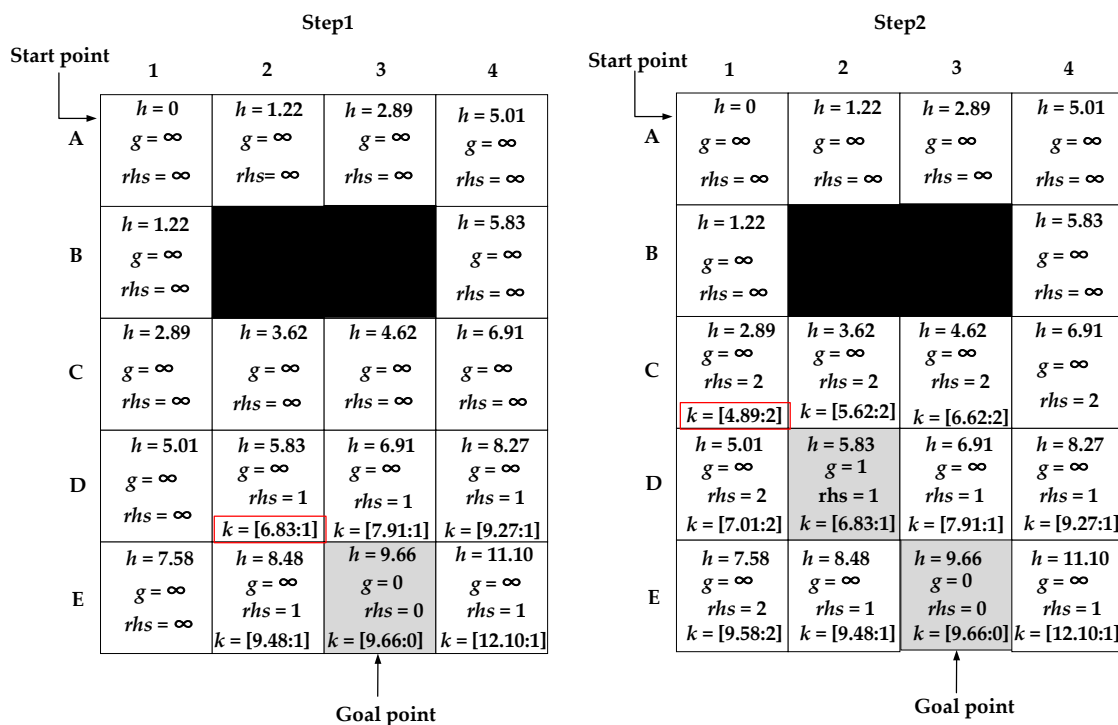 Step1
Start point
1 2 3 4
A
h = 0
g = ∞
rhs = ∞
h = 1.22
g = ∞
rhs= ∞
h = 2.89
g = ∞
rhs = ∞
h = 5.01
g = ∞
rhs = ∞
B
h = 1.22
g = ∞
rhs = ∞
h = 5.83
g = ∞
rhs = ∞
C
h = 2.89
g = ∞
rhs = ∞
h = 3.62
g = ∞
rhs = ∞
h = 4.62
g = ∞
rhs = ∞
h = 6.91
g = ∞
rhs = ∞
D
h = 5.01
g = ∞
rhs = ∞
h = 5.83
g = ∞
rhs = 1
k = [6.83:1]
h = 6.91
g = ∞
rhs = 1
k = [7.91:1]
h = 8.27
g = ∞
rhs = 1
k = [9.27:1]
E
h = 7.58
g = ∞
rhs = ∞
h = 8.48
g = ∞
rhs = 1
k = [9.48:1]
h = 9.66
g = 0
rhs = 0
k = [9.66:0]
h = 11.10
g = ∞
rhs = 1
k = [12.10:1]
Goal point
Step2
Start point
1 2 3 4
A
h = 0
g = ∞
rhs = ∞
h = 1.22
g = ∞
rhs = ∞
h = 2.89
g = ∞
rhs = ∞
h = 5.01
g = ∞
rhs = ∞
B
h = 1.22
g = ∞
rhs = ∞
h = 5.83
g = ∞
rhs = ∞
C
h = 2.89
g = ∞
rhs = 2
k = [4.89:2]
h = 3.62
g = ∞
rhs = 2
k = [5.62:2]
h = 4.62
g = ∞
rhs = 2
k = [6.62:2]
h = 6.91
g = ∞
rhs = 2
D
h = 5.01
g = ∞
rhs = 2
k = [7.01:2]
h = 5.83
g = 1
rhs = 1
k = [6.83:1]
h = 6.91
g = ∞
rhs = 1
k = [7.91:1]
h = 8.27
g = ∞
rhs = 1
k = [9.27:1]
E
h = 7.58
g = ∞
rhs = 2
k = [9.58:2]
h = 8.48
g = ∞
rhs = 1
k = [9.48:1]
h = 9.66
g = 0
rhs = 0
k = [9.66:0]
h = 11.10
g = ∞
rhs = 1
k = [12.10:1]
Goal point